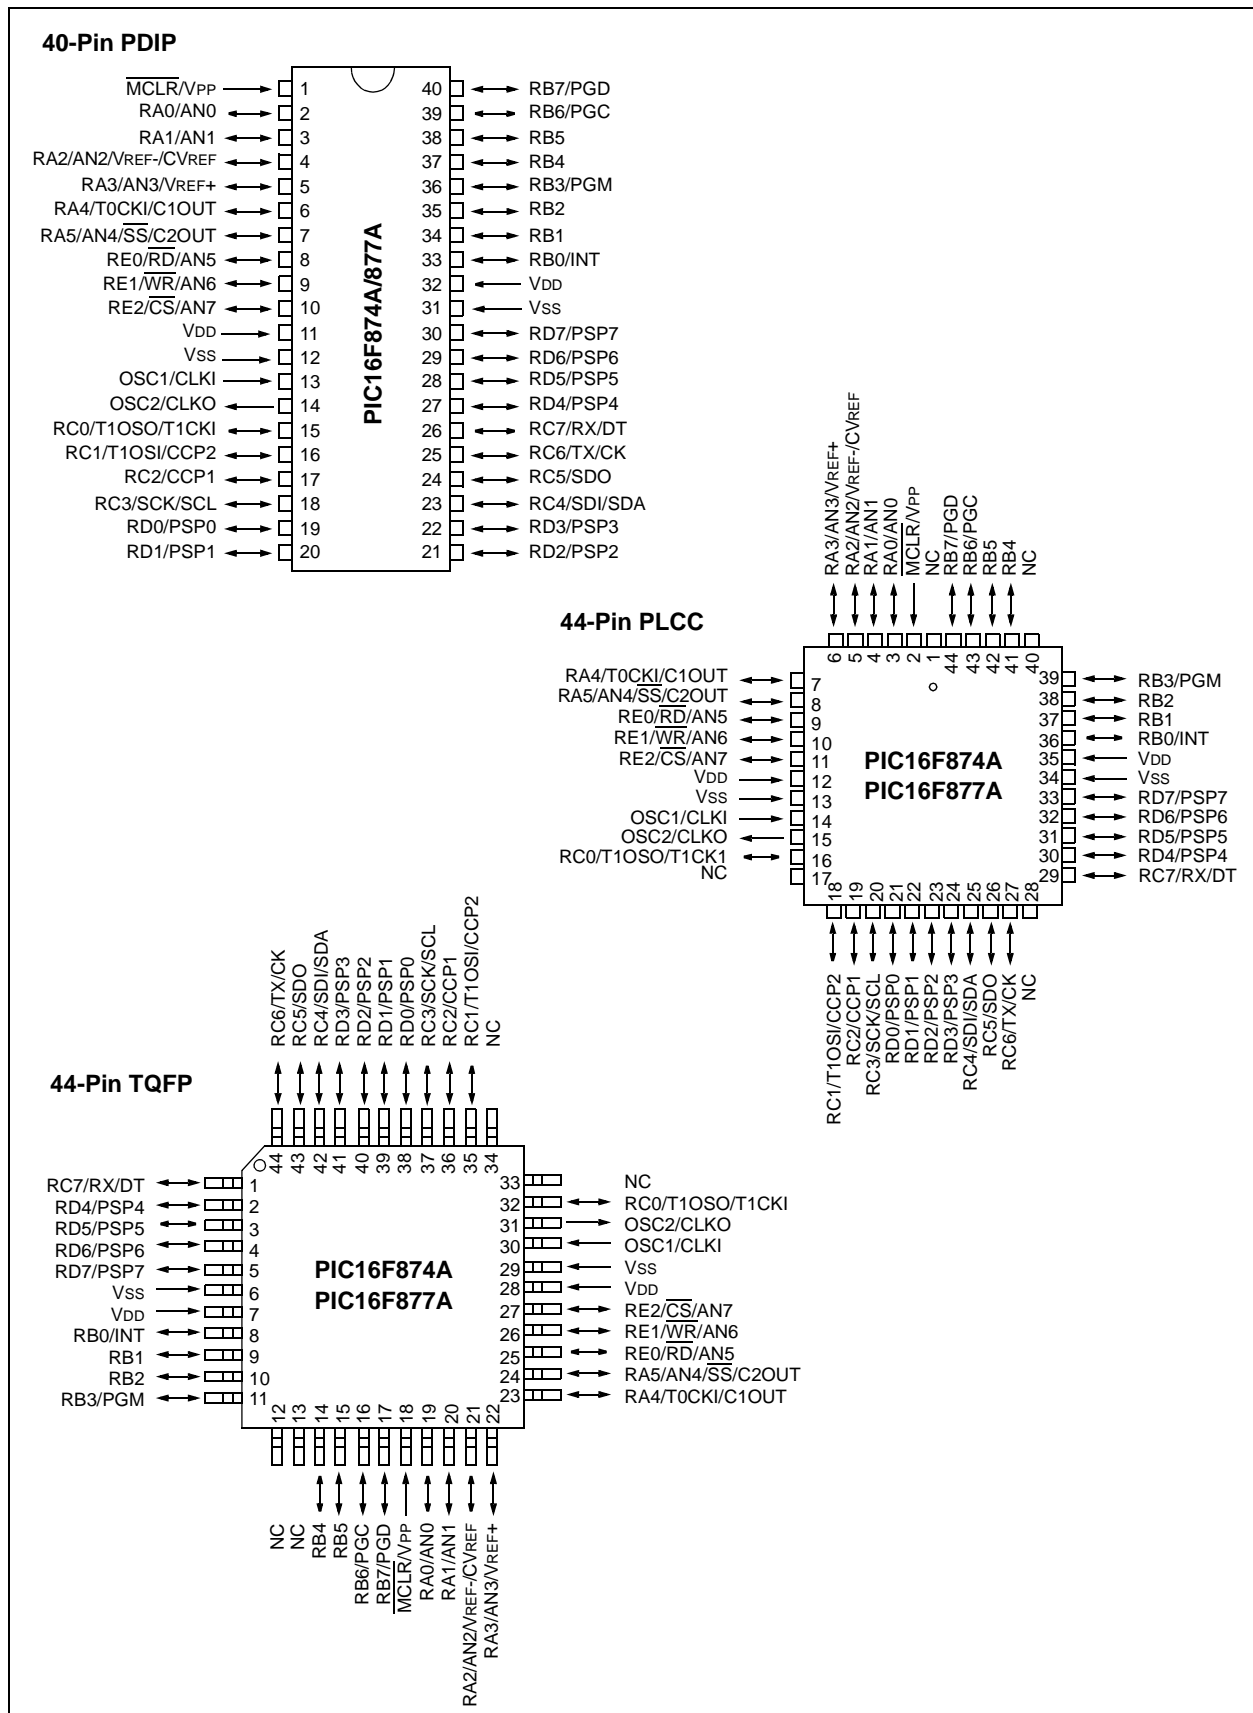 40-Pin PDIP
MCLR/VPP 1
RA0/AN0 2
RA1/AN1 3
RA2/AN2/VREF-/CVREF 4
RA3/AN3/VREF+ 5
RA4/T0CKI/C1OUT 6
RA5/AN4/SS/C2OUT 7
RE0/RD/AN5 8
RE1/WR/AN6 9
RE2/CS/AN7 10
VDD 11
VSS 12
OSC1/CLKI 13
OSC2/CLKO 14
RC0/T1OSO/T1CKI 15
RC1/T1OSI/CCP2 16
RC2/CCP1 17
RC3/SCK/SCL 18
RD0/PSP0 19
RD1/PSP1 20
PIC16F874A/877A
40 RB7/PGD
39 RB6/PGC
38 RB5
37 RB4
36 RB3/PGM
35 RB2
34 RB1
33 RB0/INT
32 VDD
31 VSS
30 RD7/PSP7
29 RD6/PSP6
28 RD5/PSP5
27 RD4/PSP4
26 RC7/RX/DT
25 RC6/TX/CK
24 RC5/SDO
23 RC4/SDI/SDA
22 RD3/PSP3
21 RD2/PSP2
44-Pin PLCC
RA3/AN3/VREF+ 6
RA2/AN2/VREF-/CVREF 5
RA1/AN1 4
RA0/AN0 3
MCLR/VPP 2
NC 1
RB7/PGD 44
RB6/PGC 43
RB5 42
RB4 41
NC 40
RA4/T0CKI/C1OUT 7
RA5/AN4/SS/C2OUT 8
RE0/RD/AN5 9
RE1/WR/AN6 10
RE2/CS/AN7 11
VDD 12
VSS 13
OSC1/CLKI 14
OSC2/CLKO 15
RC0/T1OSO/T1CK1 16
NC 17
PIC16F874A
PIC16F877A
39 RB3/PGM
38 RB2
37 RB1
36 RB0/INT
35 VDD
34 VSS
33 RD7/PSP7
32 RD6/PSP6
31 RD5/PSP5
30 RD4/PSP4
29 RC7/RX/DT
18 RC1/T1OSI/CCP2
19 RC2/CCP1
20 RC3/SCK/SCL
21 RD0/PSP0
22 RD1/PSP1
23 RD2/PSP2
24 RD3/PSP3
25 RC4/SDI/SDA
26 RC5/SDO
27 RC6/TX/CK
28 NC
44-Pin TQFP
RC6/TX/CK 44
RC5/SDO 43
RC4/SDI/SDA 42
RD3/PSP3 41
RD2/PSP2 40
RD1/PSP1 39
RD0/PSP0 38
RC3/SCK/SCL 37
RC2/CCP1 36
RC1/T1OSI/CCP2 35
NC 34
RC7/RX/DT 1
RD4/PSP4 2
RD5/PSP5 3
RD6/PSP6 4
RD7/PSP7 5
VSS 6
VDD 7
RB0/INT 8
RB1 9
RB2 10
RB3/PGM 11
PIC16F874A
PIC16F877A
33 NC
32 RC0/T1OSO/T1CKI
31 OSC2/CLKO
30 OSC1/CLKI
29 VSS
28 VDD
27 RE2/CS/AN7
26 RE1/WR/AN6
25 RE0/RD/AN5
24 RA5/AN4/SS/C2OUT
23 RA4/T0CKI/C1OUT
12 NC
13 NC
14 RB4
15 RB5
16 RB6/PGC
17 RB7/PGD
18 MCLR/VPP
19 RA0/AN0
20 RA1/AN1
21 RA2/AN2/VREF-/CVREF
22 RA3/AN3/VREF+